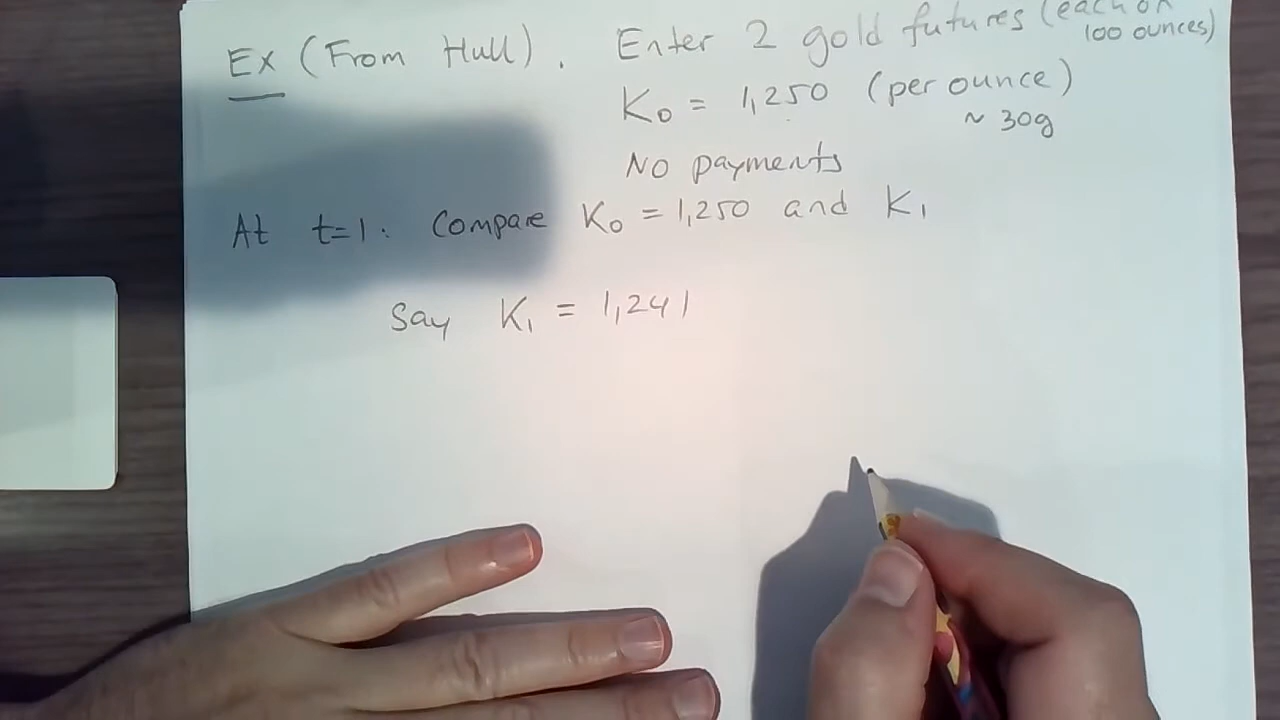 Ex (From Hull). Enter 2 gold futures (each on
100 ounces)
K0 = 1,250 (per ounce)
~ 30g
No payments
At t=1: Compare K0 = 1,250 and K1
Say K1 = 1,241